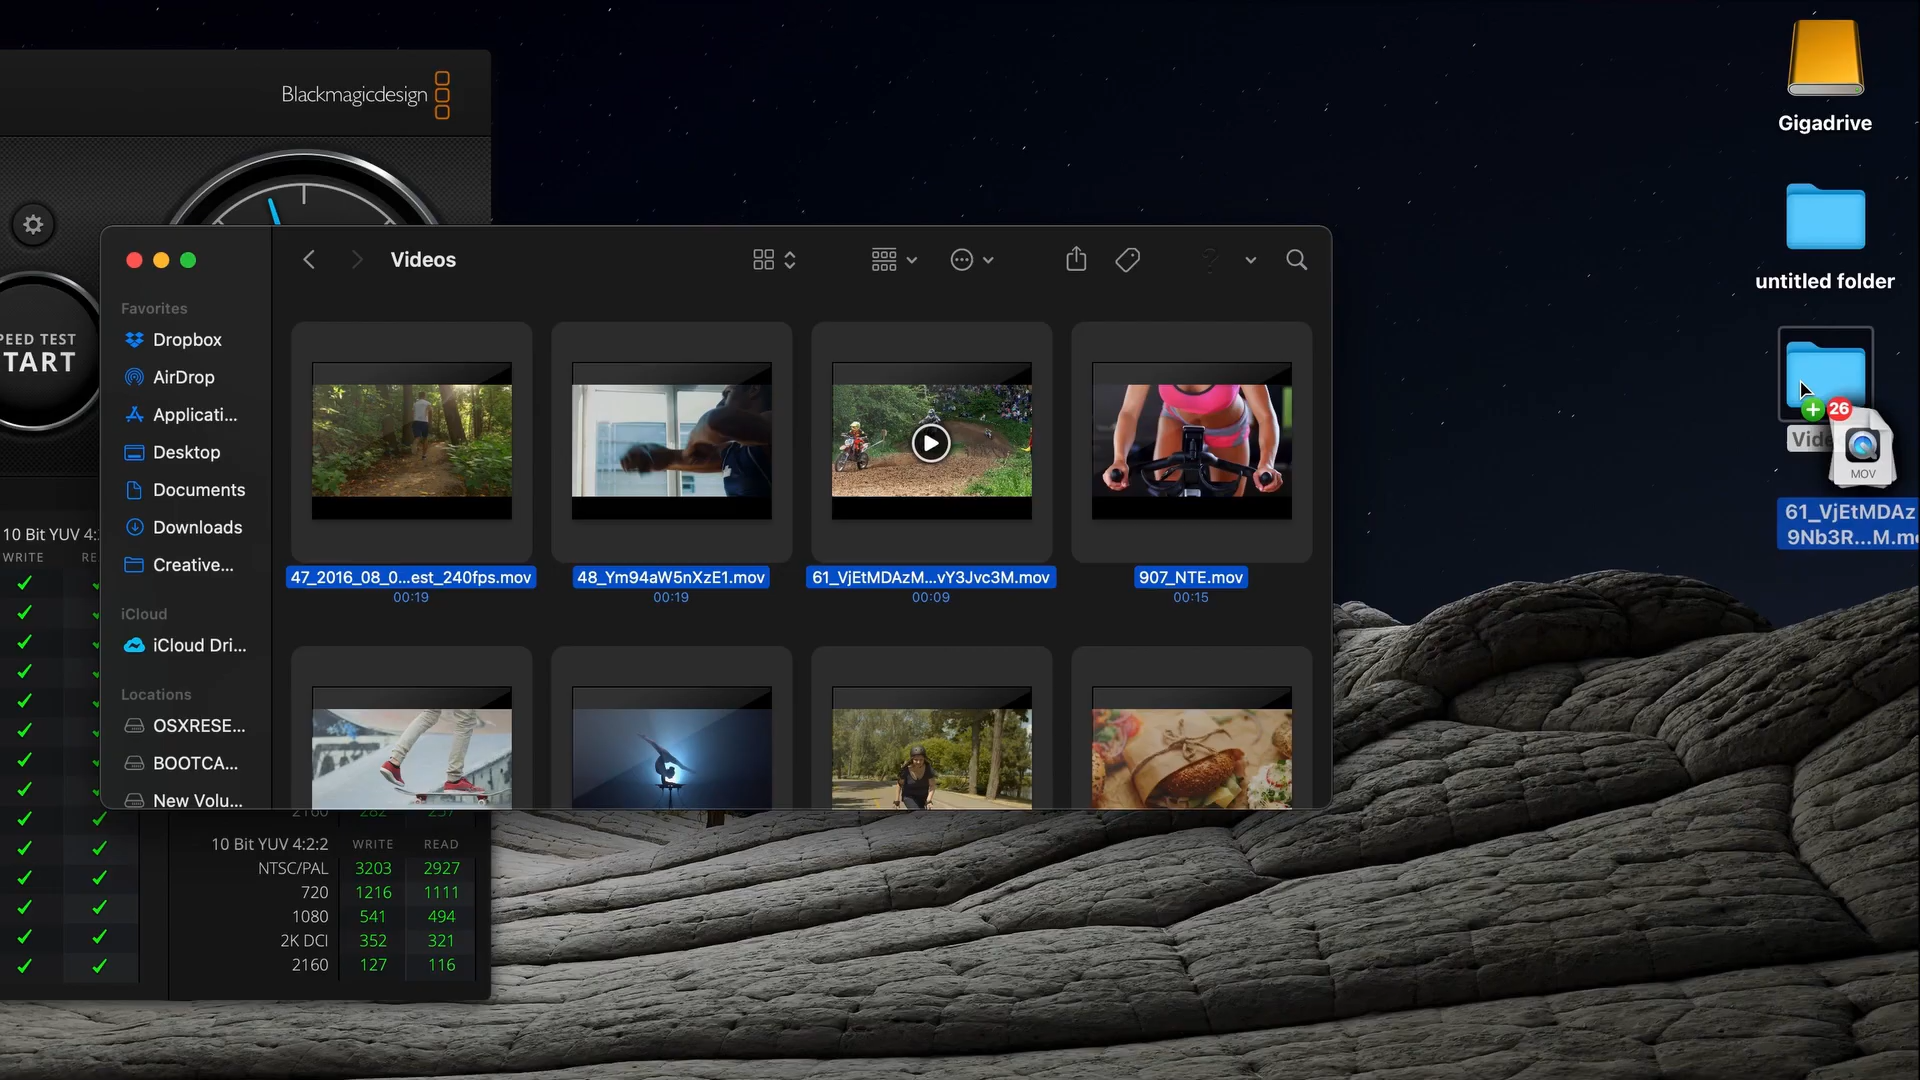 Blackmagicdesign
Gigadrive
untitled folder
26
MOV
61_VjEtMDAz
PEED TEST
TART
10 Bit YUV 4:
WRITE
Videos
Favorites
Dropbox
AirDrop
Applicati...
Desktop
Documents
Downloads
Creative...
iCloud
iCloud Dri...
Locations
OSXRESE...
BOOTCA...
New Volu...
47_2016_08_0...est_240fps.mov
00:19
48_Ym94aW5nXzE1.mov
00:19
61_VjEtMDAzM...vY3Jvc3M.mov
00:09
907_NTE.mov
00:15
10 Bit YUV 4:2:2 WRITE READ
NTSC/PAL 3203 2927
720 1216 1111
1080 541 494
2K DCI 352 321
2160 127 116